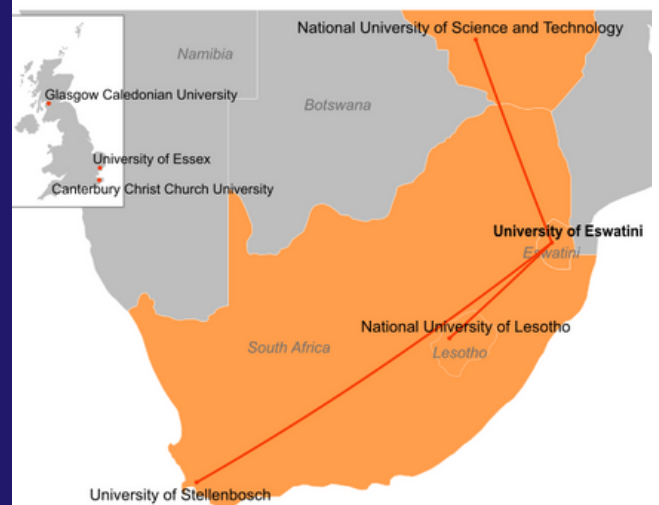 National University of Science and Technology
Namibia
Glasgow Caledonian University
Botswana
University of Essex
Canterbury Christ Church University
University of Eswatini
Eswatini
National University of Lesotho
South Africa
Lesotho
University of Stellenbosch